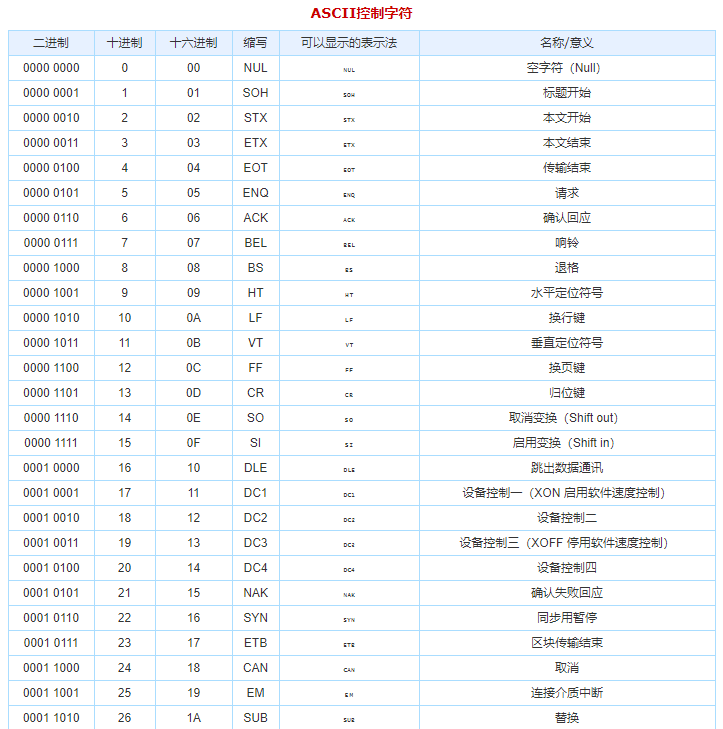 ASCII控制字符
二进制 十进制 十六进制 缩写 可以显示的表示法 名称/意义
0000 0000 0 00 NUL NUL 空字符（Null）
0000 0001 1 01 SOH SOH 标题开始
0000 0010 2 02 STX STX 本文开始
0000 0011 3 03 ETX ETX 本文结束
0000 0100 4 04 EOT EOT 传输结束
0000 0101 5 05 ENQ ENQ 请求
0000 0110 6 06 ACK ACK 确认回应
0000 0111 7 07 BEL BEL 响铃
0000 1000 8 08 BS BS 退格
0000 1001 9 09 HT HT 水平定位符号
0000 1010 10 0A LF LF 换行键
0000 1011 11 0B VT VT 垂直定位符号
0000 1100 12 0C FF FF 换页键
0000 1101 13 0D CR CR 归位键
0000 1110 14 0E SO SO 取消变换（Shift out）
0000 1111 15 0F SI SI 启用变换（Shift in）
0001 0000 16 10 DLE DLE 跳出数据通讯
0001 0001 17 11 DC1 DC1 设备控制一（XON 启用软件速度控制）
0001 0010 18 12 DC2 DC2 设备控制二
0001 0011 19 13 DC3 DC2 设备控制三（XOFF 停用软件速度控制）
0001 0100 20 14 DC4 DC4 设备控制四
0001 0101 21 15 NAK NAK 确认失败回应
0001 0110 22 16 SYN SYN 同步用暂停
0001 0111 23 17 ETB ETB 区块传输结束
0001 1000 24 18 CAN CAN 取消
0001 1001 25 19 EM EM 连接介质中断
0001 1010 26 1A SUB SUB 替换